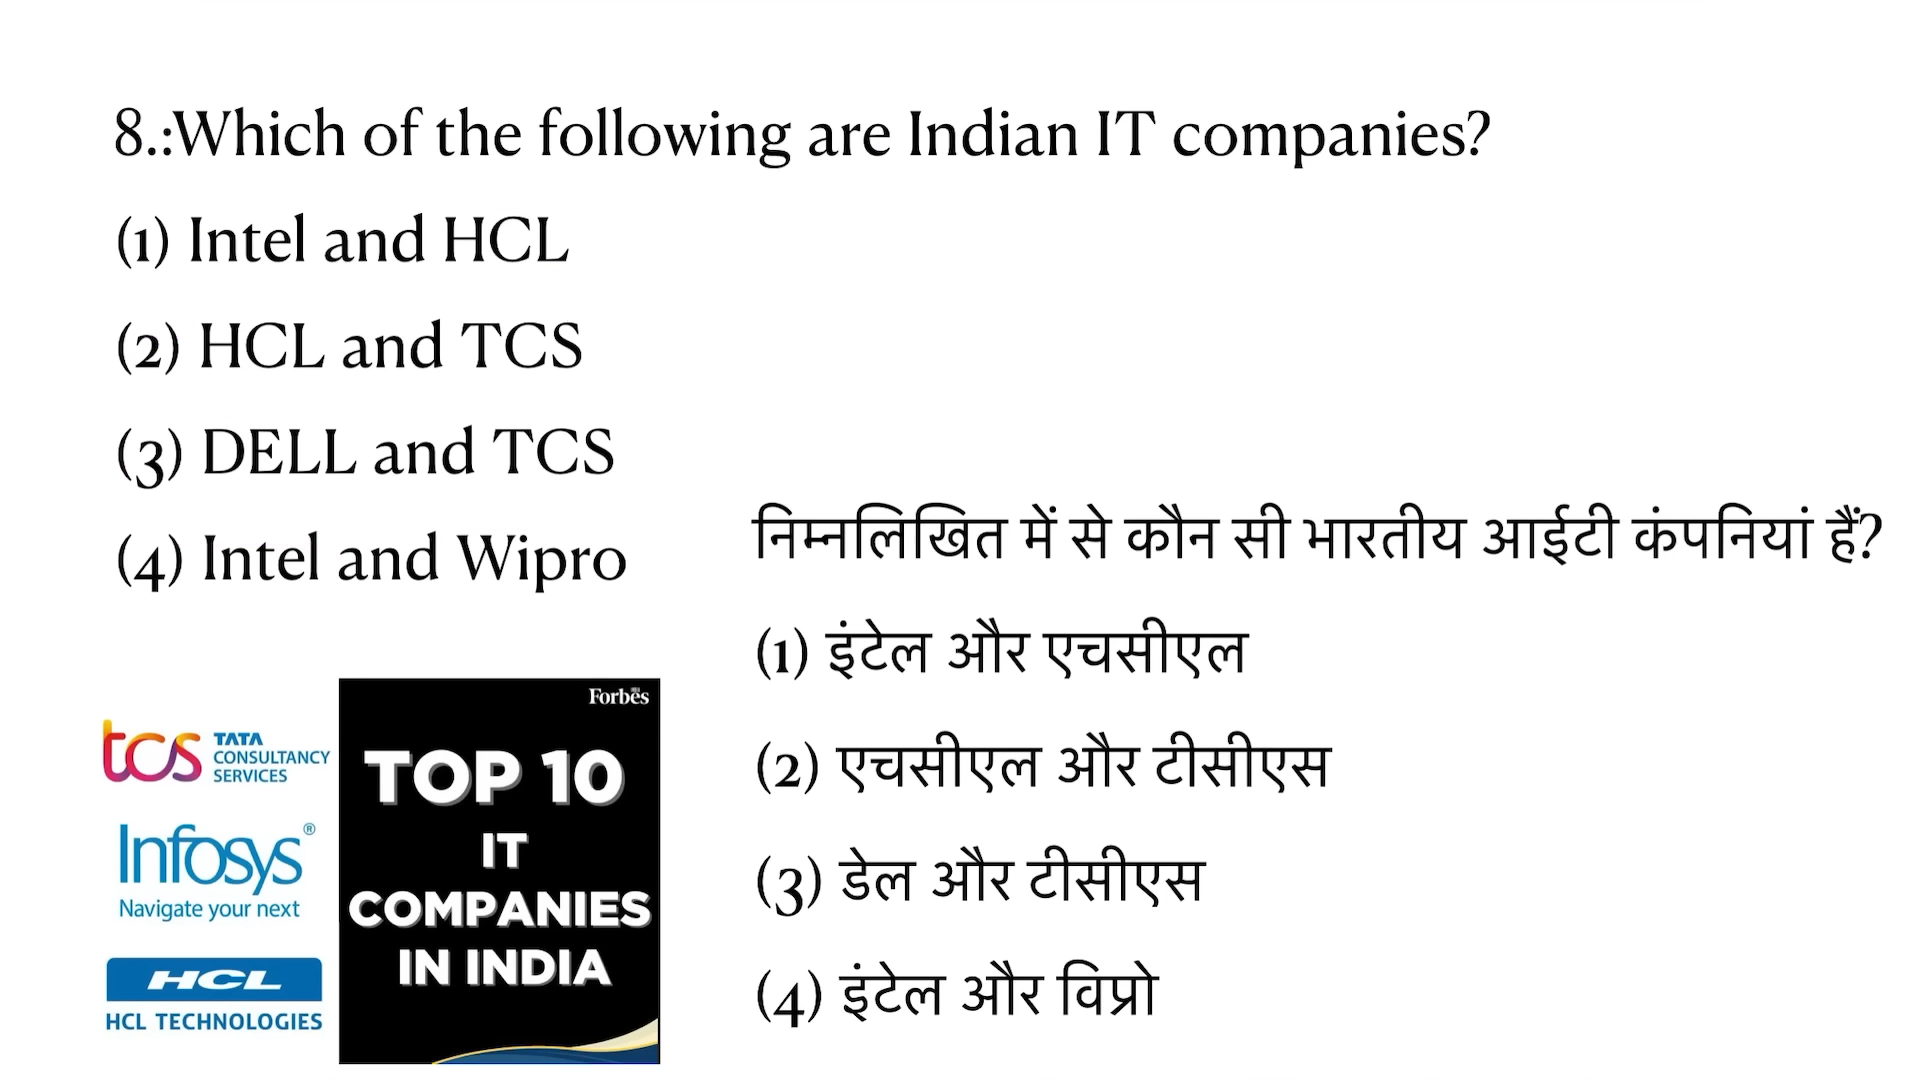 8.:Which of the following are Indian IT companies?
(1) Intel and HCL
(2) HCL and TCS
(3) DELL and TCS
(4) Intel and Wipro
निम्नलिखित में से कौन सी भारतीय आईटी कंपनियां हैं?
(1) इंटेल और एचसीएल
(2) एचसीएल और टीसीएस
(3) डेल और टीसीएस
(4) इंटेल और विप्रो
tcs TATA
CONSULTANCY
SERVICES
Infosys®
Navigate your next
HCL
HCL TECHNOLOGIES
Forbes
TOP 10
IT
COMPANIES
IN INDIA